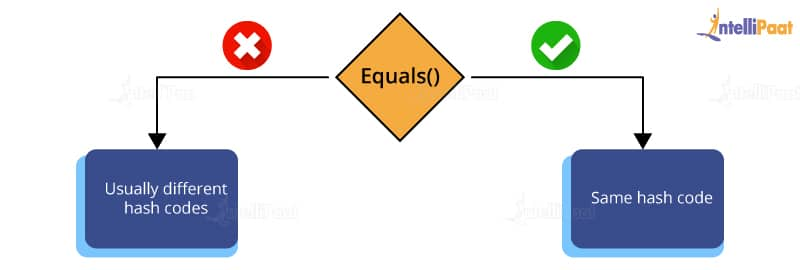 IntelliPaat
Equals()
Usually different
hash codes
Same hash code